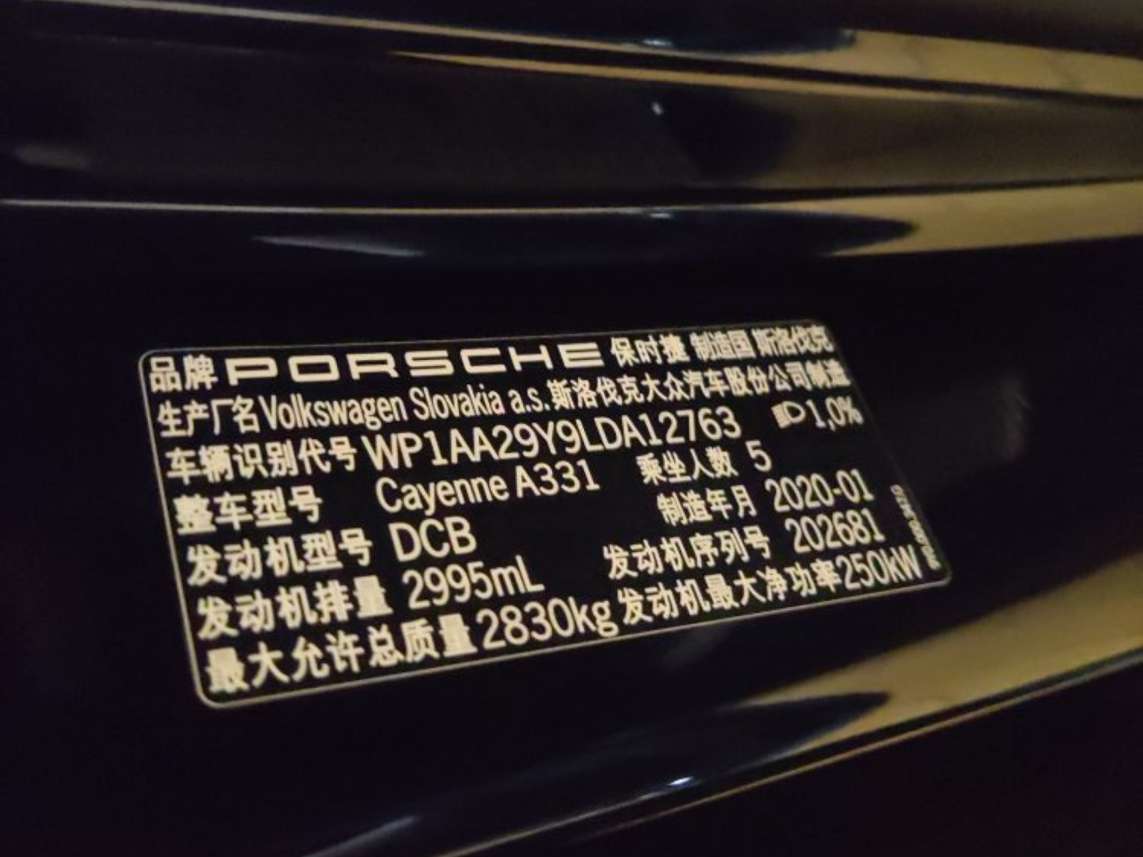 品牌 PORSCHE 保时捷 制造国 斯洛伐克
生产厂名 Volkswagen Slovakia a.s. 斯洛伐克大众汽车股份公司制造
车辆识别代号 WP1AA29Y9LDA12763 1,0%
整车型号 Cayenne A331 乘坐人数 5
发动机型号 DCB 制造年月 2020-01
发动机排量 2995mL 发动机序列号 202681
最大允许总质量 2830kg 发动机最大净功率 250kW